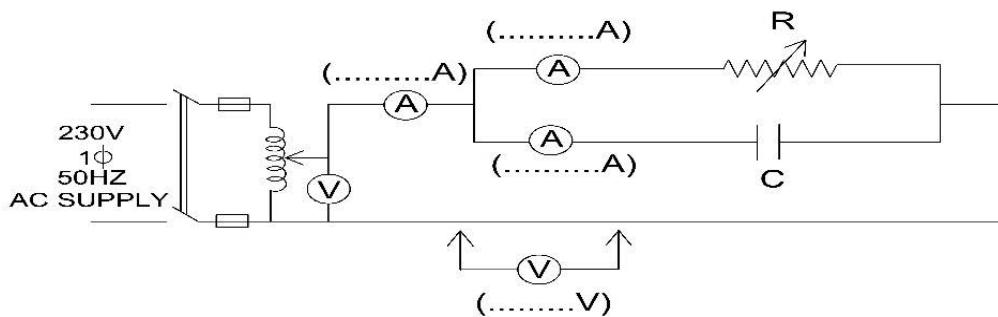 (..........A)
R
(..........A)
A
A
230V
1ϕ
50HZ
AC SUPPLY
A
V
(..........A)
C
V
(.........V)